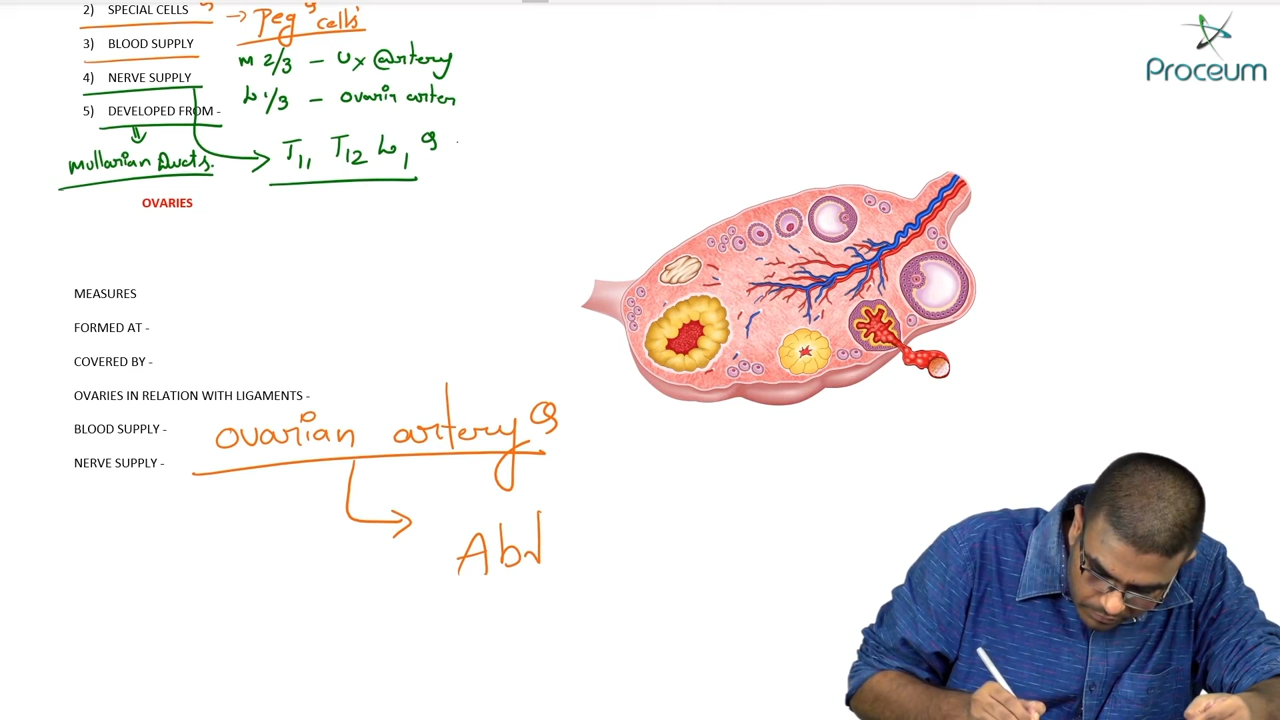 2) SPECIAL CELLS → Peg cells
3) BLOOD SUPPLY
M 2/3 - Ux artery
4) NERVE SUPPLY
L 1/3 - ovarin arter
5) DEVELOPED FROM -
T11 T12 L1
mullarian Ducts.
OVARIES
MEASURES
FORMED AT -
COVERED BY -
OVARIES IN RELATION WITH LIGAMENTS -
BLOOD SUPPLY - ovarian artery
NERVE SUPPLY -
Abd
Proceum